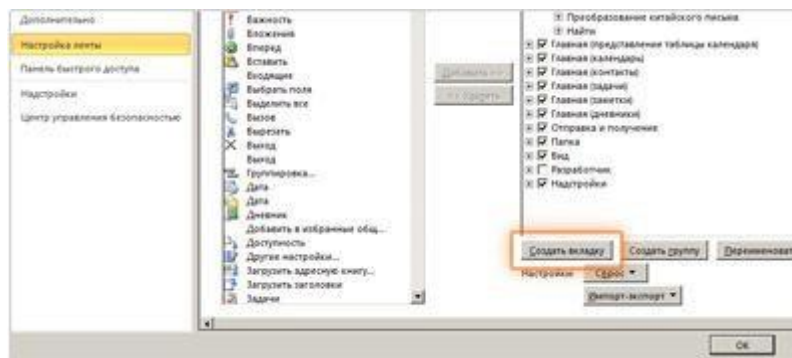 Дополнительно
Настройка ленты
Панель быстрого доступа
Надстройки
Центр управления безопасностью
Важность
Вложения
Вперед
Вставить
Входящие
Выбрать поля
Выделить все
Вызов
Вырезать
Выход
Выход
Группировка...
Дата
Дата
Дневник
Добавить в избранные общ...
Доступность
Другие настройки...
Загрузить адресную книгу...
Загрузить заголовки
Задачи
Добавить >>
<< Удалить
Преобразование китайского письма
Найти
Главная (представление таблицы календаря)
Главная (календарь)
Главная (контакты)
Главная (задачи)
Главная (заметки)
Главная (дневники)
Отправка и получение
Папка
Вид
Разработчик
Надстройки
Создать вкладку
Создать группу
Переименоват
Настройки
Сброс
Импорт-экспорт
ОК